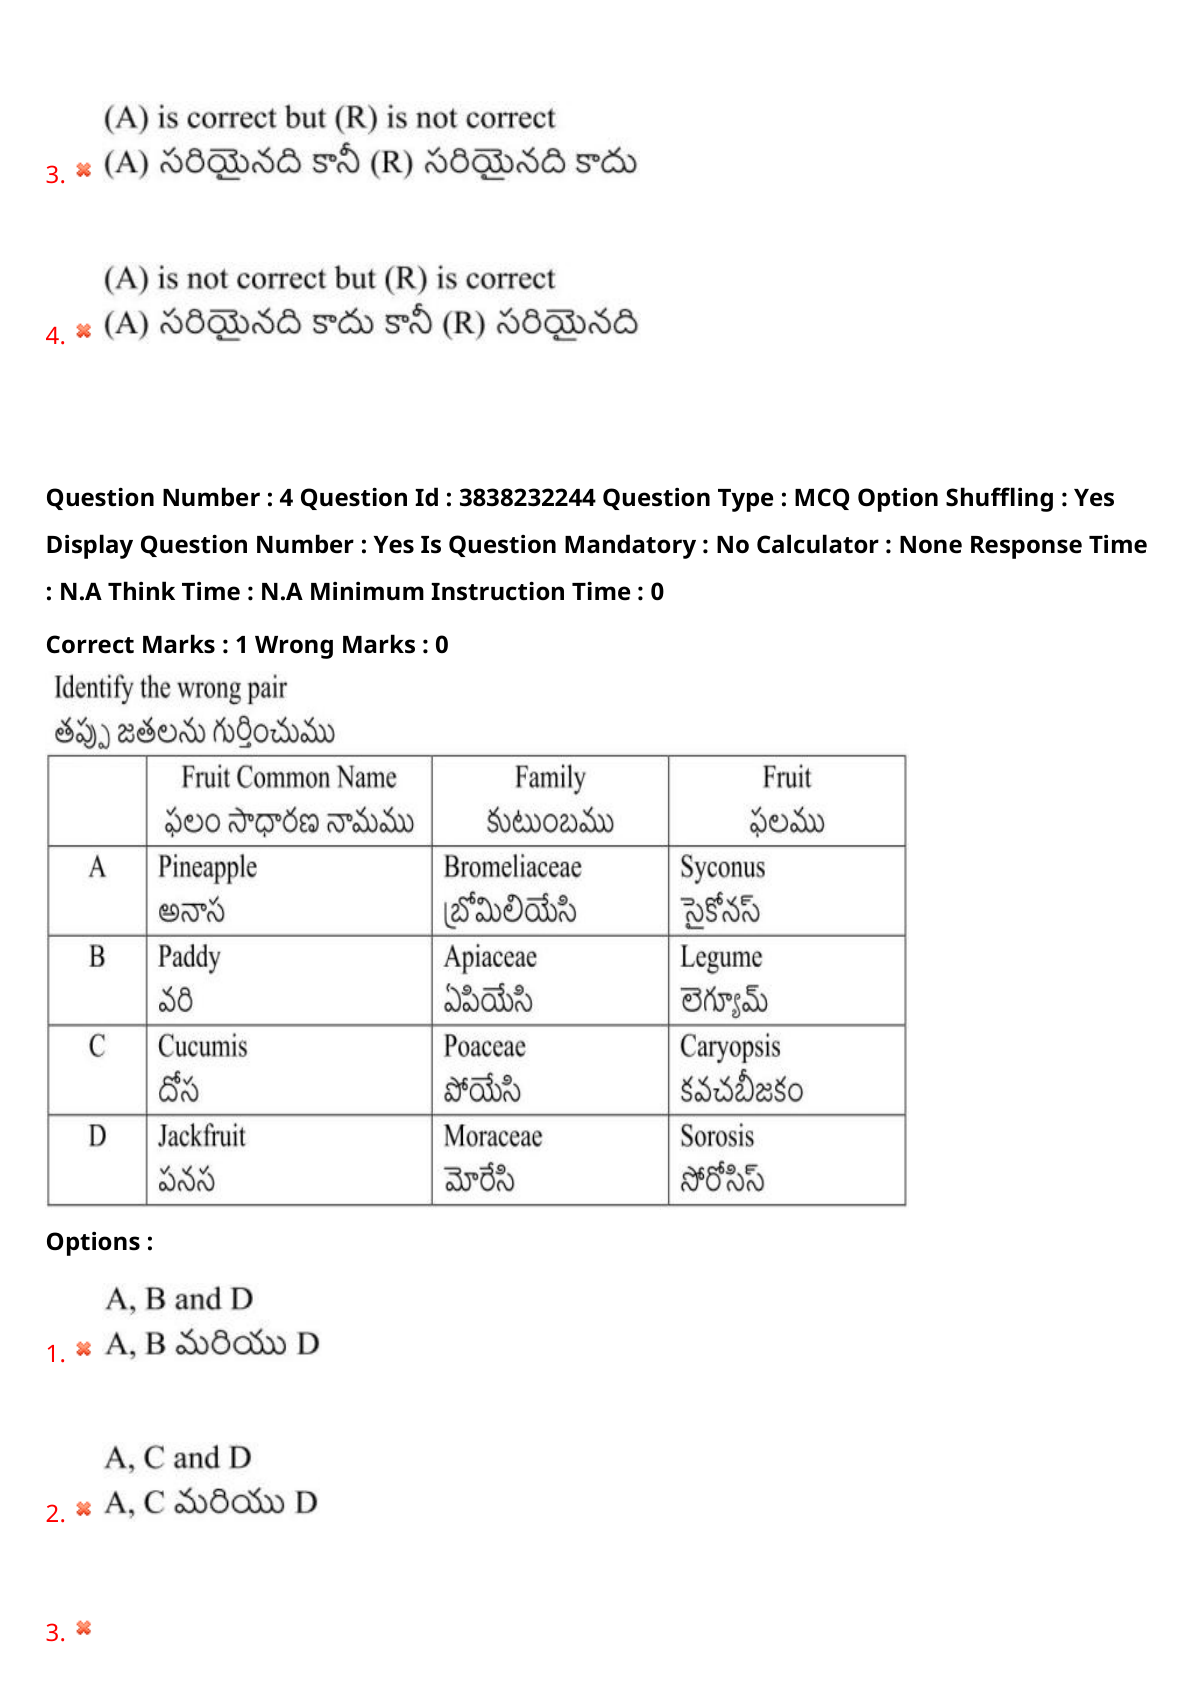 (A) is correct but (R) is not correct
3. (A) సరియైనది కానీ (R) సరియైనది కాదు
(A) is not correct but (R) is correct
4. (A) సరియైనది కాదు కానీ (R) సరియైనది
Question Number : 4 Question Id : 3838232244 Question Type : MCQ Option Shuffling : Yes
Display Question Number : Yes Is Question Mandatory : No Calculator : None Response Time
: N.A Think Time : N.A Minimum Instruction Time : 0
Correct Marks : 1 Wrong Marks : 0
Identify the wrong pair
తప్పు జతలను గుర్తించుము
Fruit Common Name Family Fruit
ఫలం సాధారణ నామము కుటుంబము ఫలము
A Pineapple Bromeliaceae Syconus
అనాస బ్రోమిలియేసి సైకోనస్
B Paddy Apiaceae Legume
వరి ఏపియేసి లెగ్యూమ్
C Cucumis Poaceae Caryopsis
దోస పోయేసి కవచబీజకం
D Jackfruit Moraceae Sorosis
పనస మోరేసి సోరోసిస్
Options :
A, B and D
1. A, B మరియు D
A, C and D
2. A, C మరియు D
3.